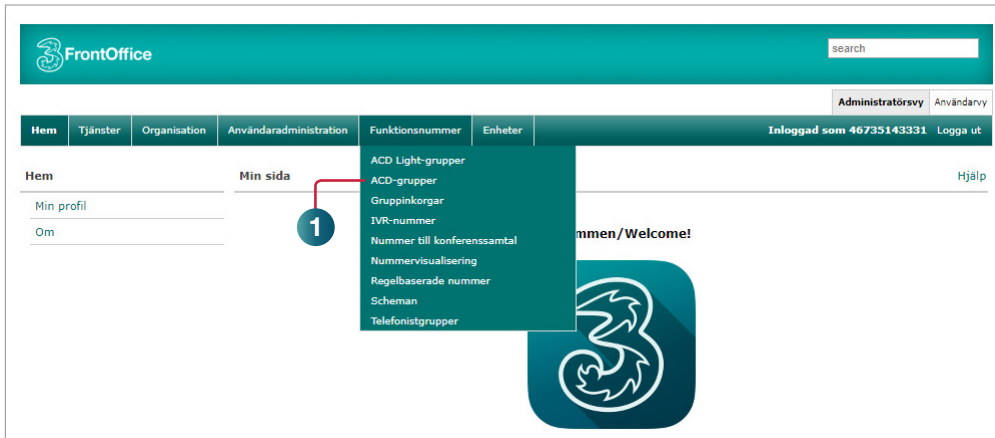 3 FrontOffice
search
Administratörsvy Användarvy
Hem Tjänster Organisation Användaradministration Funktionsnummer Enheter Inloggad som 46735143331 Logga ut
ACD Light-grupper
ACD-grupper
Gruppinkorgar
IVR-nummer
Nummer till konferenssamtal
Nummervisualisering
Regelbaserade nummer
Scheman
Telefonistgrupper
Hem
Min profil
Om
Min sida
Hjälp
1
mmen/Welcome!
3